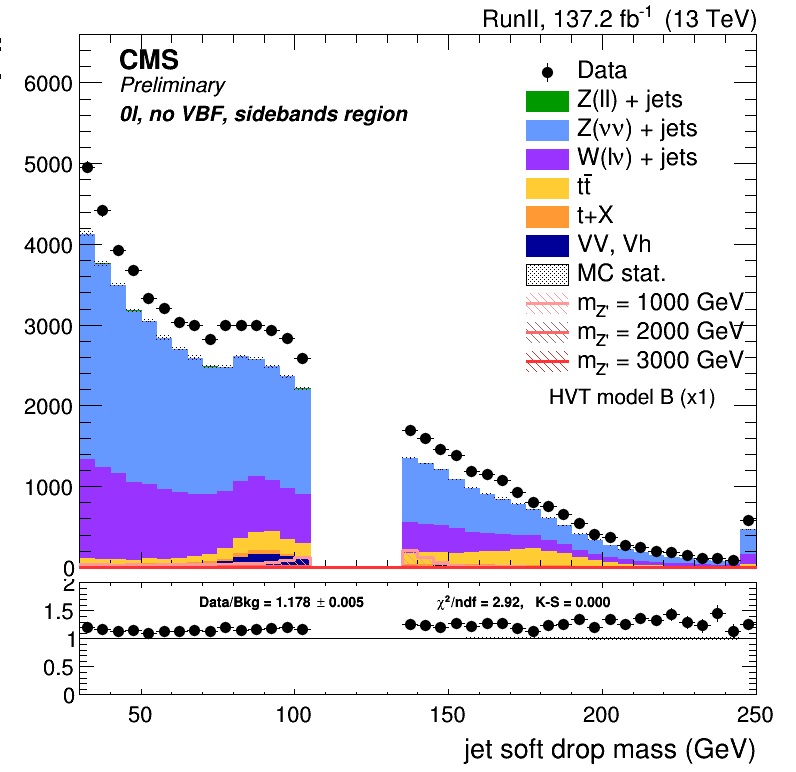 RunII, 137.2 fb⁻¹ (13 TeV)
CMS
Preliminary
0l, no VBF, sidebands region
Data
Z(ll) + jets
Z(νν) + jets
W(lν) + jets
tt̄
t+X
VV, Vh
MC stat.
m_Z' = 1000 GeV
m_Z' = 2000 GeV
m_Z' = 3000 GeV
HVT model B (x1)
6000
5000
4000
3000
2000
1000
0
Data/Bkg = 1.178 ± 0.005 χ²/ndf = 2.92, K-S = 0.000
2
1.5
1
0.5
0
50 100 150 200 250
jet soft drop mass (GeV)